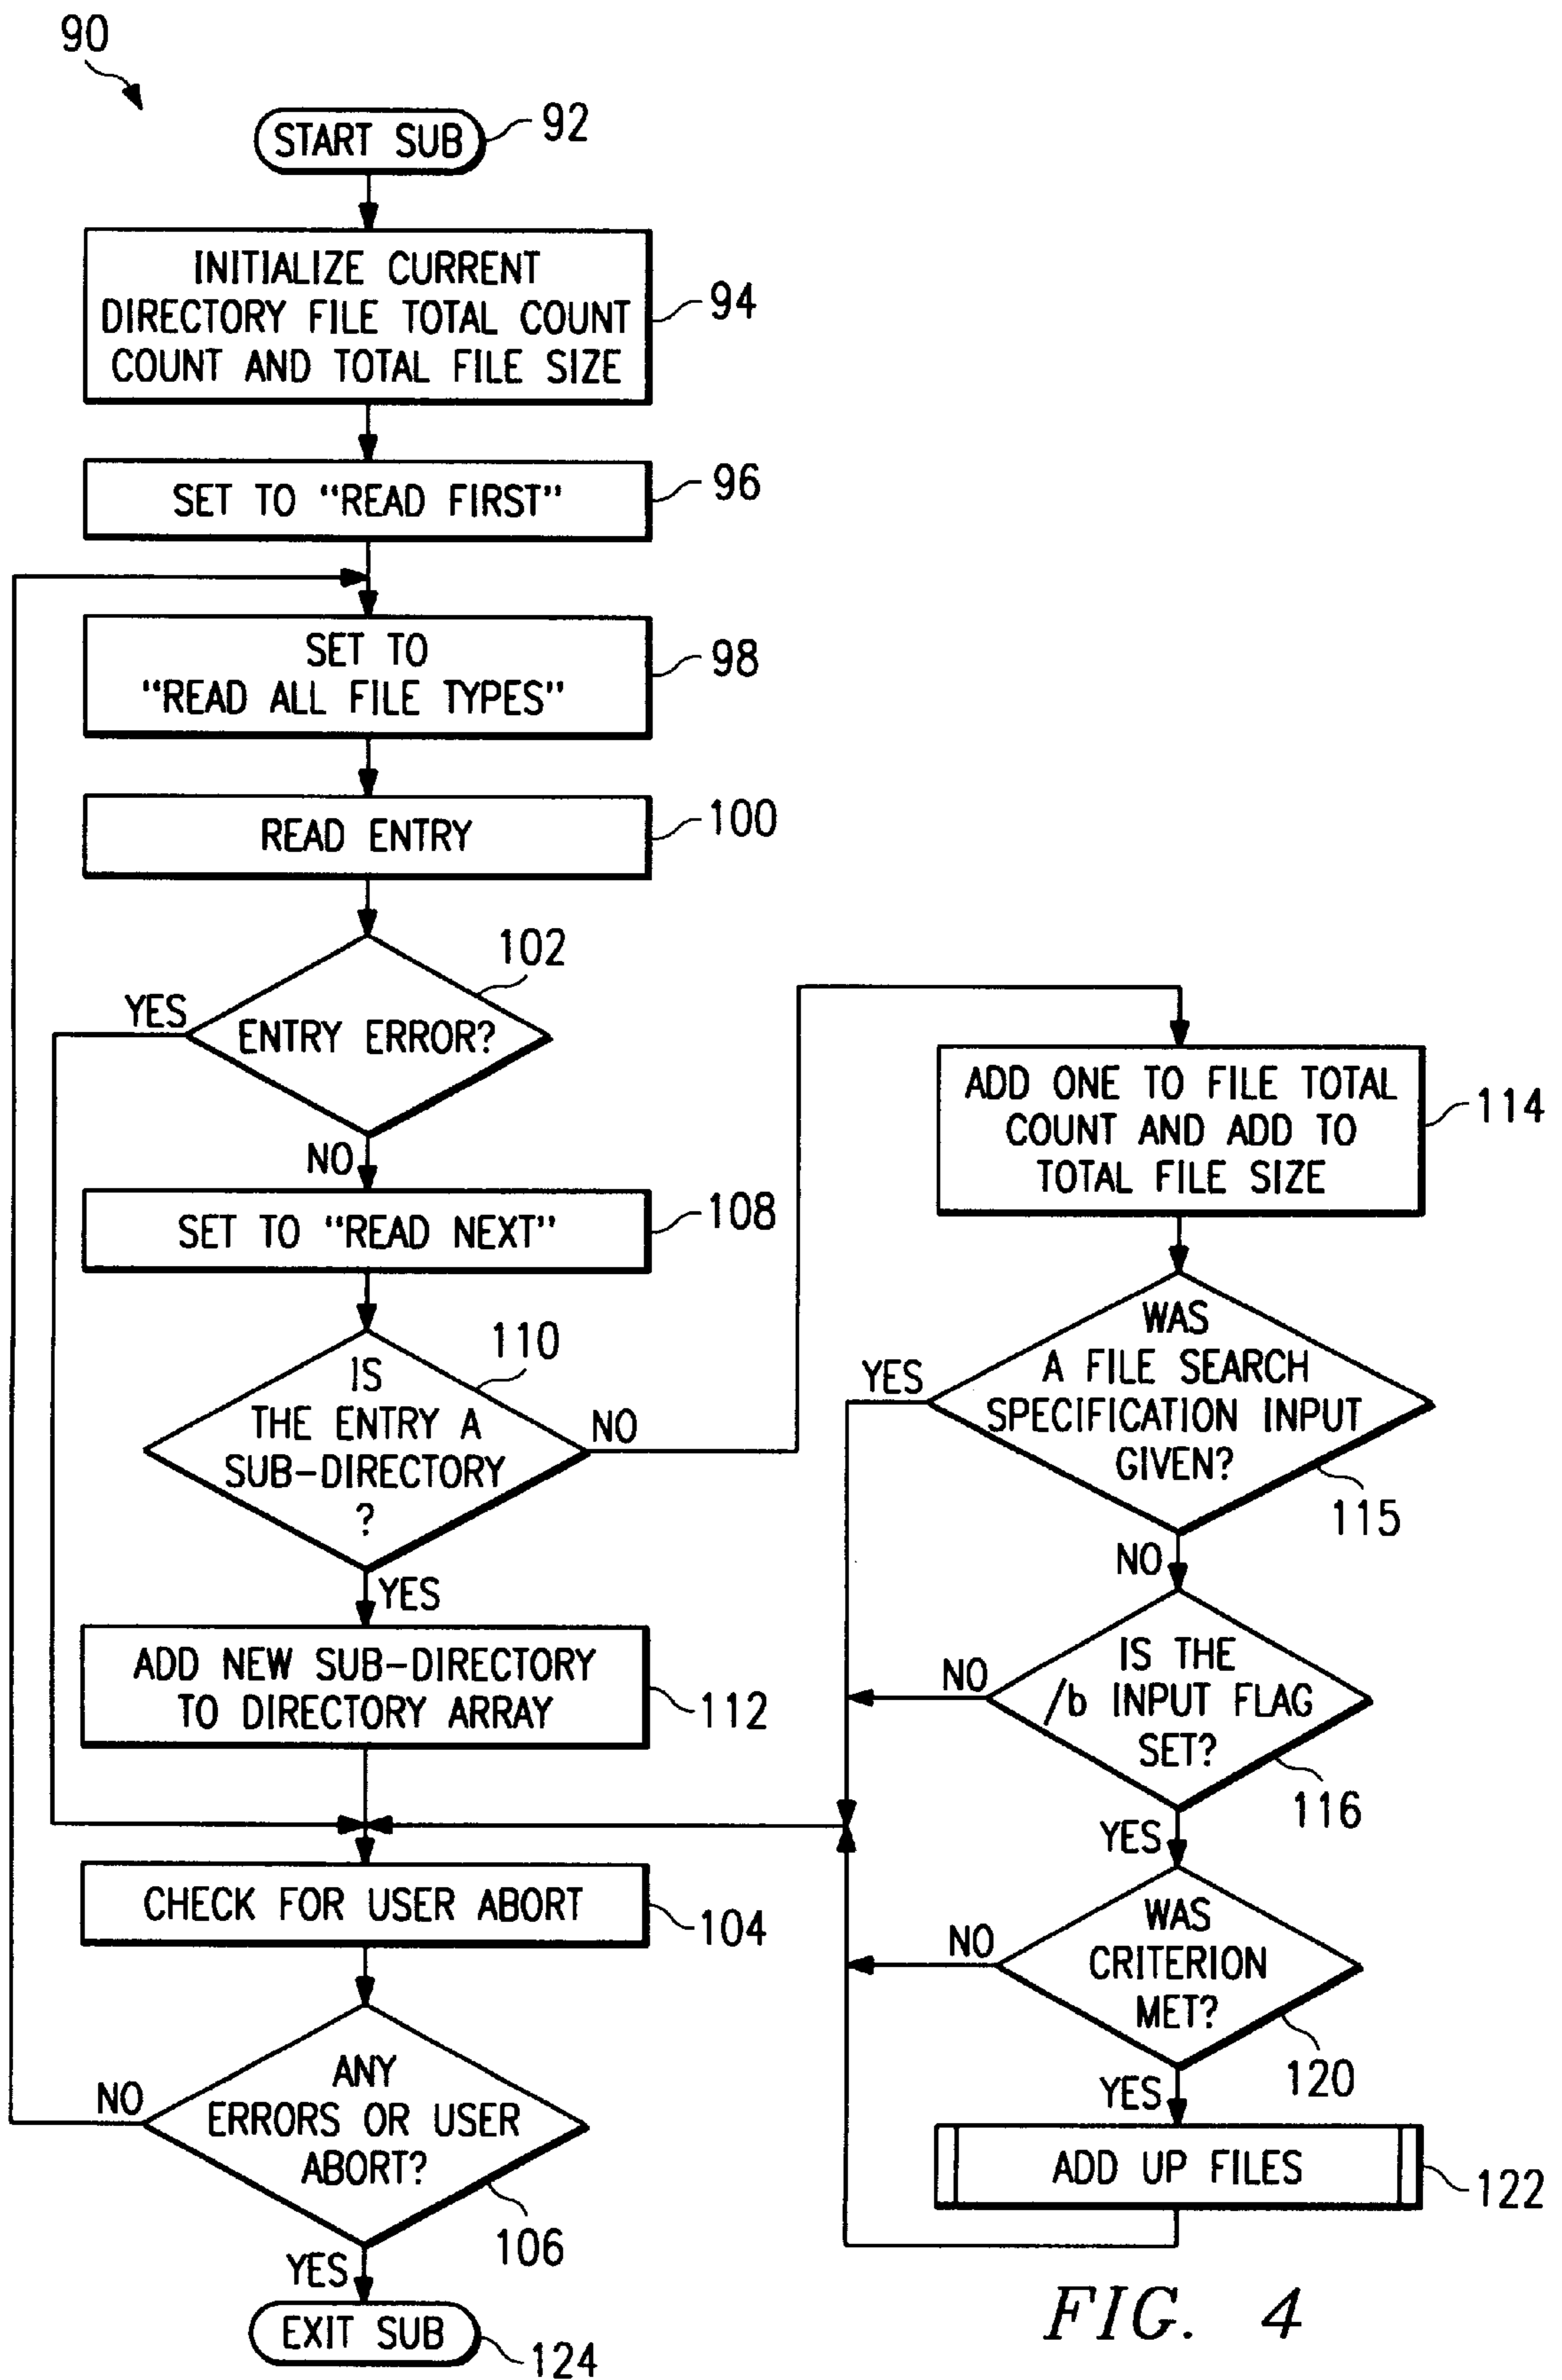 90
START SUB
92
INITIALIZE CURRENT
DIRECTORY FILE TOTAL COUNT
COUNT AND TOTAL FILE SIZE
94
SET TO "READ FIRST"
96
SET TO
"READ ALL FILE TYPES"
98
READ ENTRY
100
102
ENTRY ERROR?
YES
NO
SET TO "READ NEXT"
108
110
IS
THE ENTRY A
SUB-DIRECTORY
?
NO
YES
ADD NEW SUB-DIRECTORY
TO DIRECTORY ARRAY
112
CHECK FOR USER ABORT
104
ANY
ERRORS OR USER
ABORT?
NO
106
YES
EXIT SUB
124
ADD ONE TO FILE TOTAL
COUNT AND ADD TO
TOTAL FILE SIZE
114
WAS
A FILE SEARCH
SPECIFICATION INPUT
GIVEN?
YES
115
NO
IS THE
/b INPUT FLAG
SET?
NO
116
YES
WAS
CRITERION
MET?
NO
120
YES
ADD UP FILES
122
FIG. 4